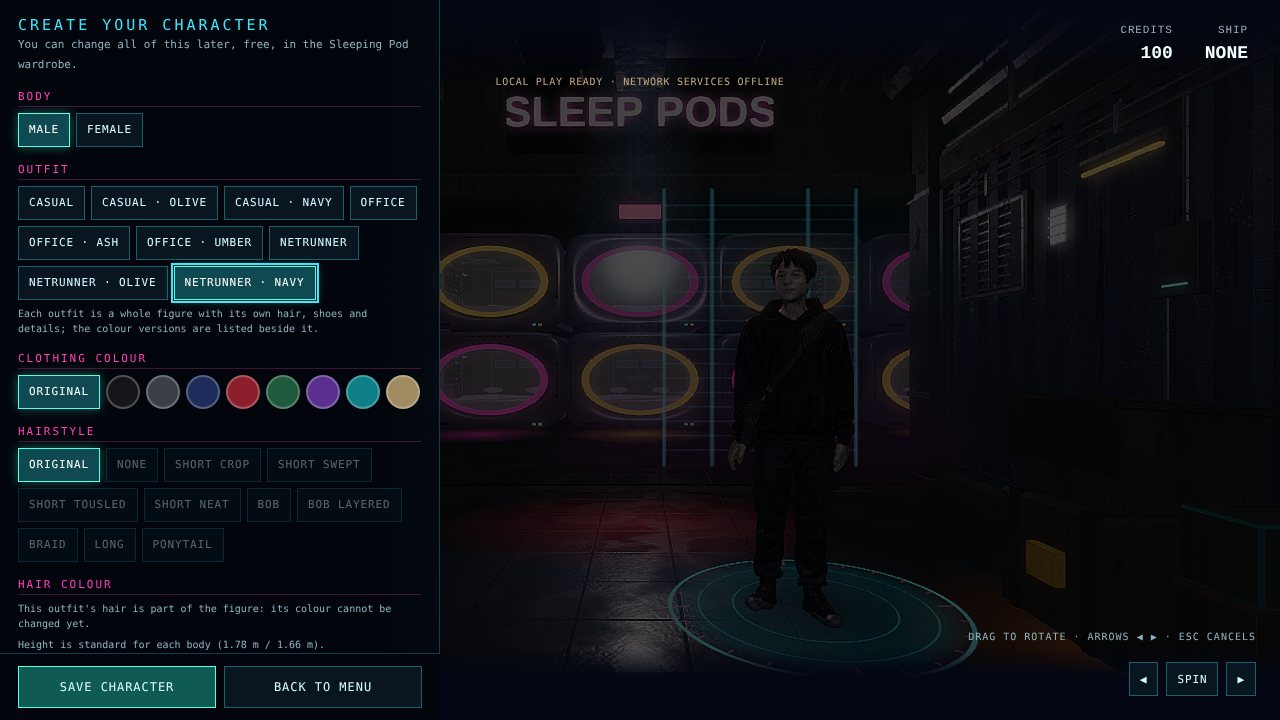 CREATE YOUR CHARACTER
You can change all of this later, free, in the Sleeping Pod
wardrobe.
BODY
MALE FEMALE
OUTFIT
CASUAL CASUAL · OLIVE CASUAL · NAVY OFFICE
OFFICE · ASH OFFICE · UMBER NETRUNNER
NETRUNNER · OLIVE NETRUNNER · NAVY
Each outfit is a whole figure with its own hair, shoes and
details; the colour versions are listed beside it.
CLOTHING COLOUR
ORIGINAL
HAIRSTYLE
ORIGINAL NONE SHORT CROP SHORT SWEPT
SHORT TOUSLED SHORT NEAT BOB BOB LAYERED
BRAID LONG PONYTAIL
HAIR COLOUR
This outfit's hair is part of the figure: its colour cannot be
changed yet.
Height is standard for each body (1.78 m / 1.66 m).
SAVE CHARACTER BACK TO MENU
CREDITS SHIP
100 NONE
LOCAL PLAY READY · NETWORK SERVICES OFFLINE
SLEEP PODS
DRAG TO ROTATE · ARROWS ◀ ▶ · ESC CANCELS
◀ SPIN ▶